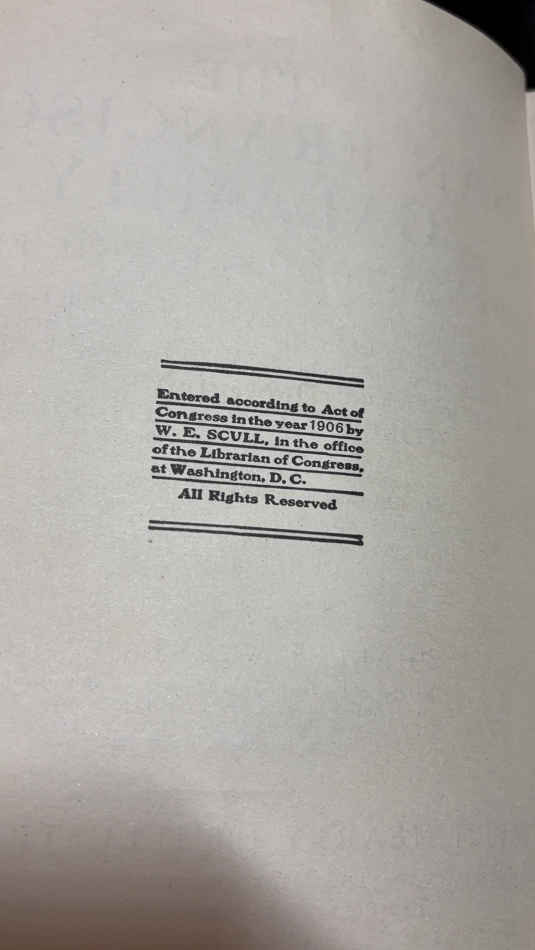 Entered according to Act of
Congress in the year 1906 by
W. E. SCULL, in the office
of the Librarian of Congress,
at Washington, D. C.
All Rights Reserved